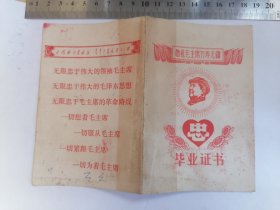 无限忠于伟大的领袖毛主席
无限忠于伟大的毛泽东思想
无限忠于毛主席的革命路线
一切想着毛主席
一切服从毛主席
一切紧跟毛主席
一切为着毛主席
敬祝毛主席万寿无疆
忠
毕业证书